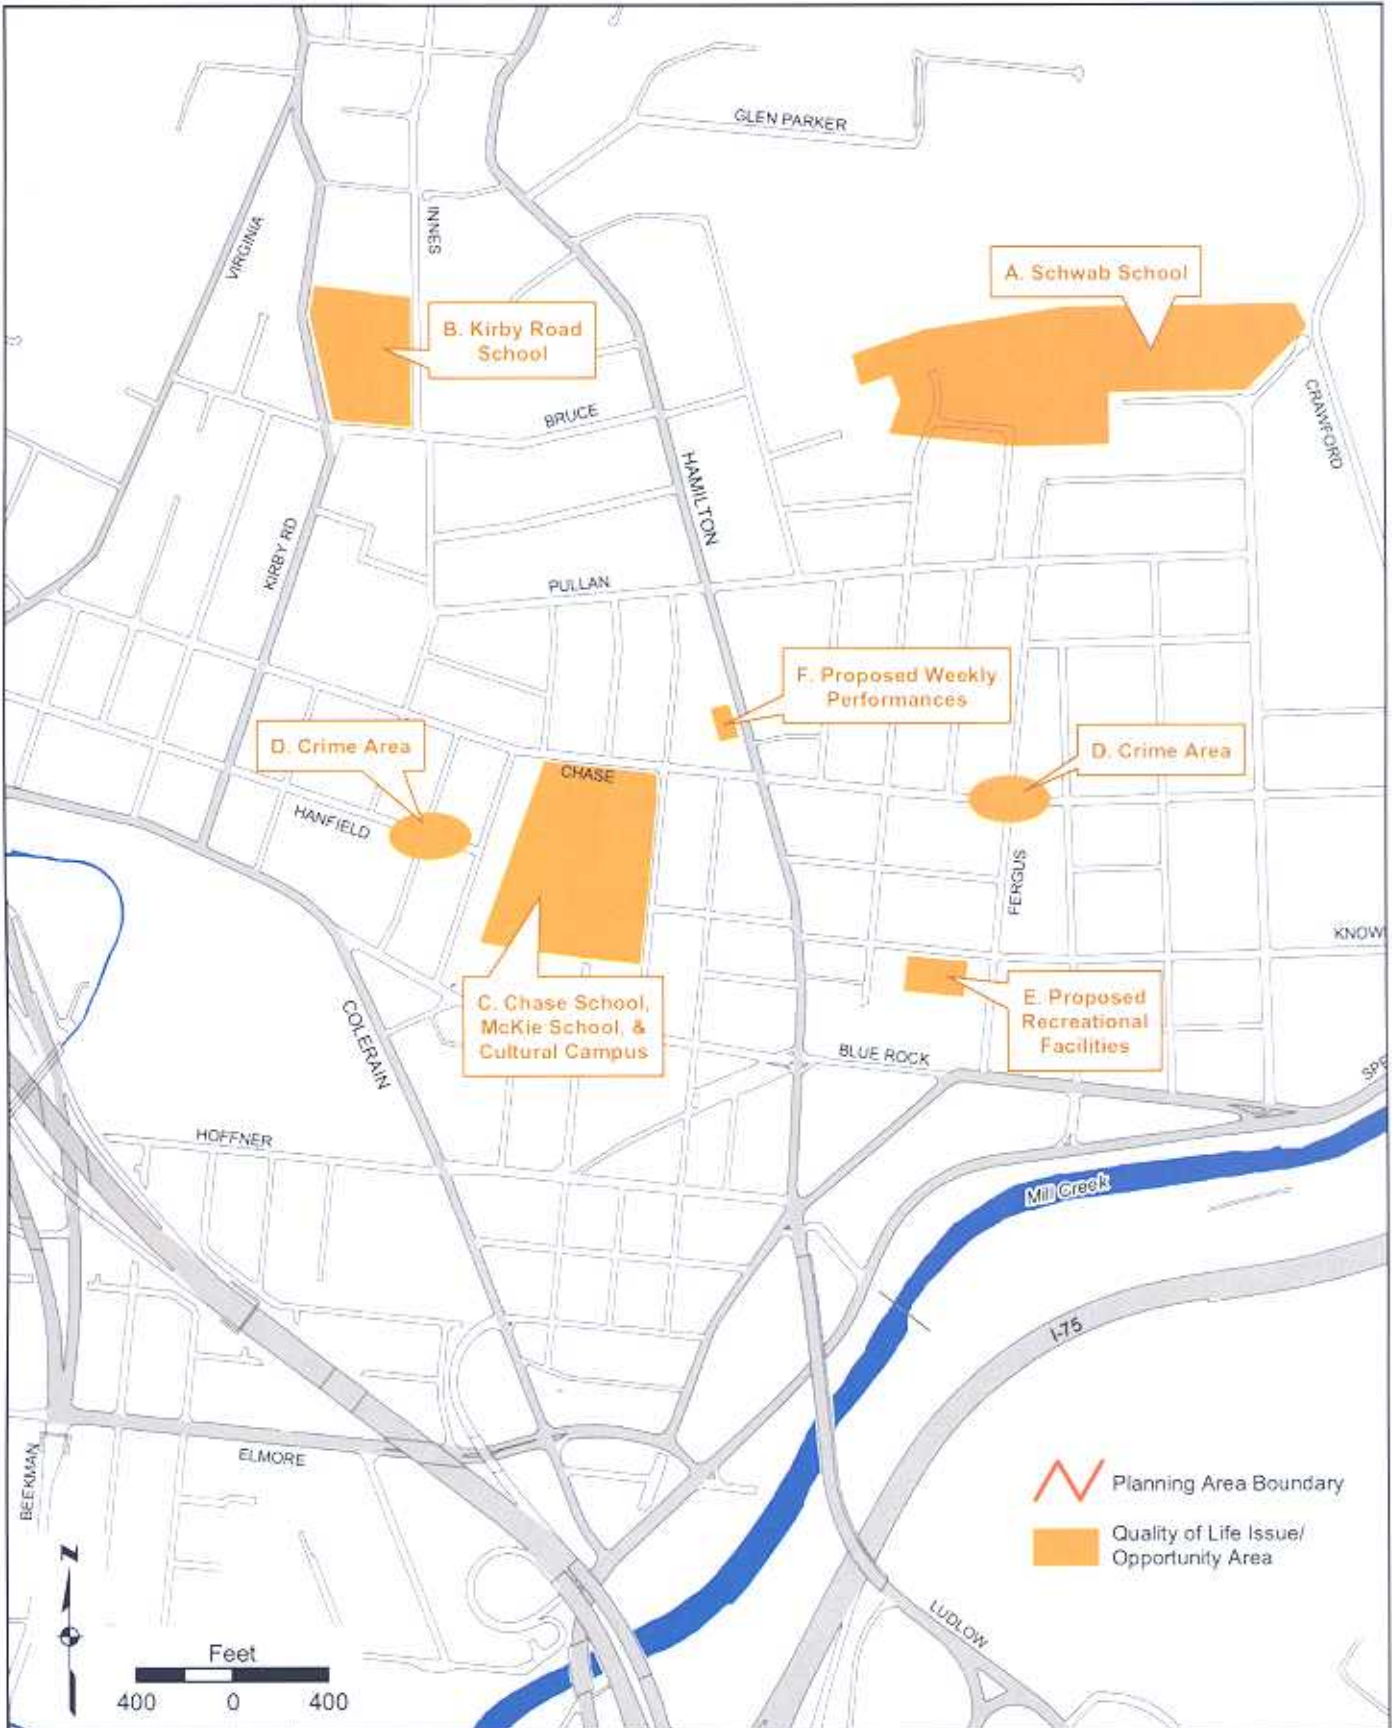 GLEN PARKER
INNES
VIRGINIA
A. Schwab School
B. Kirby Road
School
CRAWFORD
BRUCE
HAMILTON
KIRBY RD
PULLAN
F. Proposed Weekly
Performances
D. Crime Area
D. Crime Area
CHASE
HANFIELD
FERGUS
KNOW
C. Chase School,
McKie School, &
Cultural Campus
E. Proposed
Recreational
Facilities
COLERAIN
BLUE ROCK
SPE
HOFFNER
Mill Creek
I-75
ELMORE
BEEKMAN
Planning Area Boundary
Quality of Life Issue/
Opportunity Area
LUDLOW
N
Feet
400 0 400